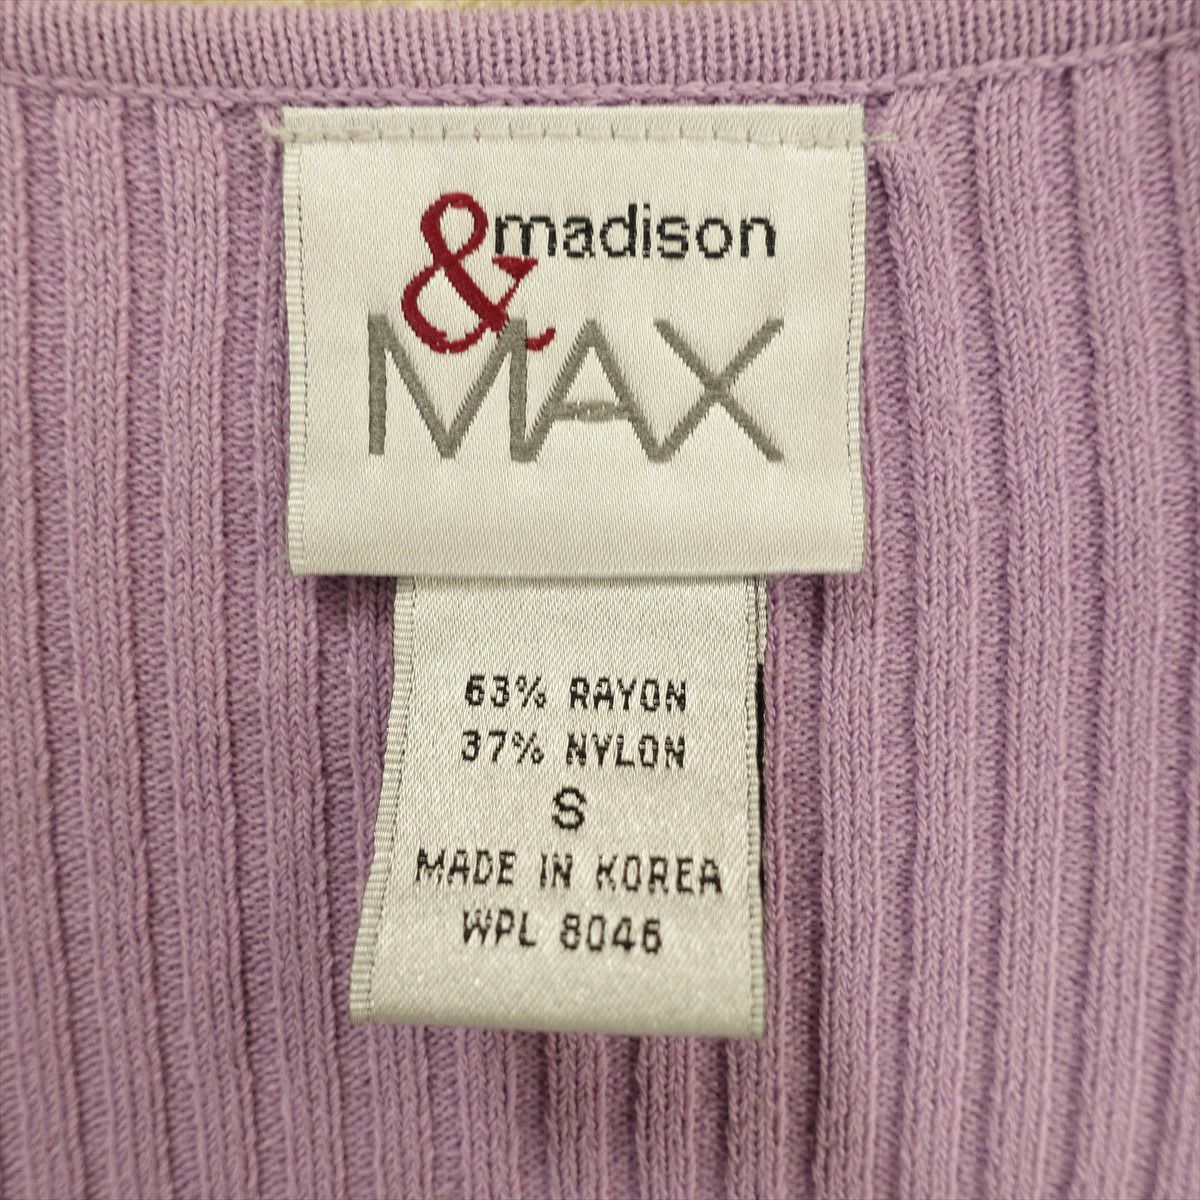 madison
&
MAX
63% RAYON
37% NYLON
S
MADE IN KOREA
WPL 8046